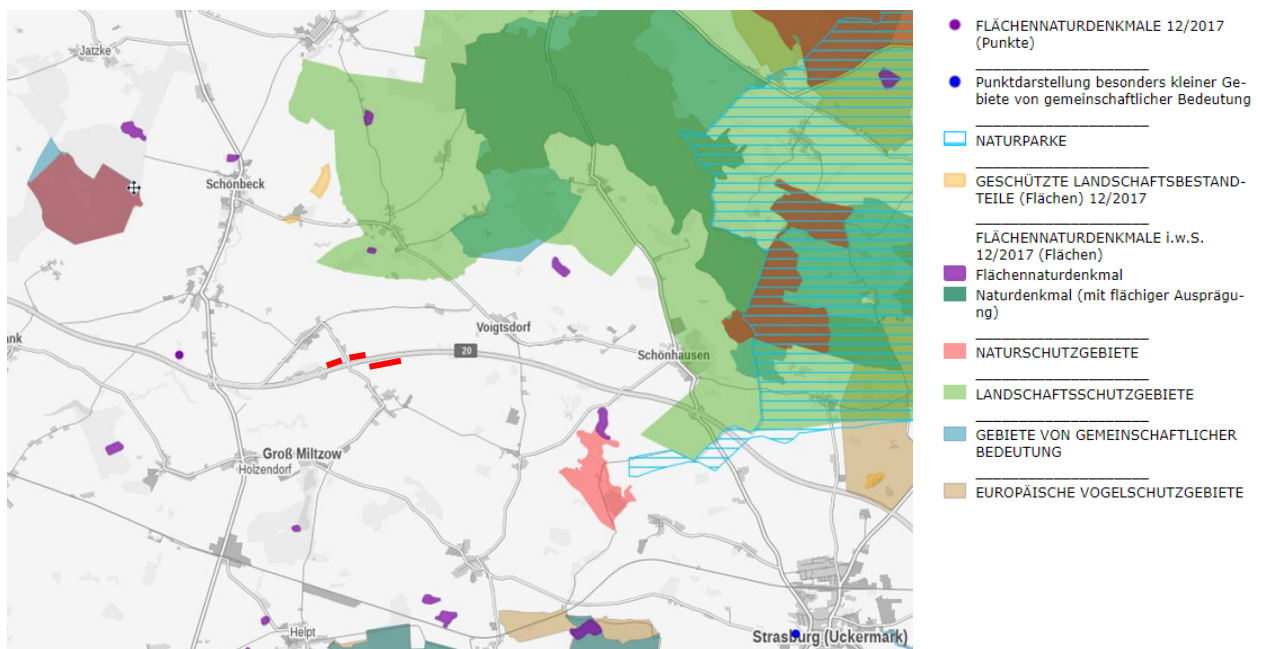 Jatzke
Schönbeck
ank
Voigtsdorf
20
Schönhausen
Groß Miltzow
Holzendorf
Helpt
Strasburg (Uckermark)
FLÄCHENNATURDENKMALE 12/2017
(Punkte)
Punktdarstellung besonders kleiner Ge-
biete von gemeinschaftlicher Bedeutung
NATURPARKE
GESCHÜTZTE LANDSCHAFTSBESTAND-
TEILE (Flächen) 12/2017
FLÄCHENNATURDENKMALE i.w.S.
12/2017 (Flächen)
Flächennaturdenkmal
Naturdenkmal (mit flächiger Ausprägu-
ng)
NATURSCHUTZGEBIETE
LANDSCHAFTSSCHUTZGEBIETE
GEBIETE VON GEMEINSCHAFTLICHER
BEDEUTUNG
EUROPÄISCHE VOGELSCHUTZGEBIETE